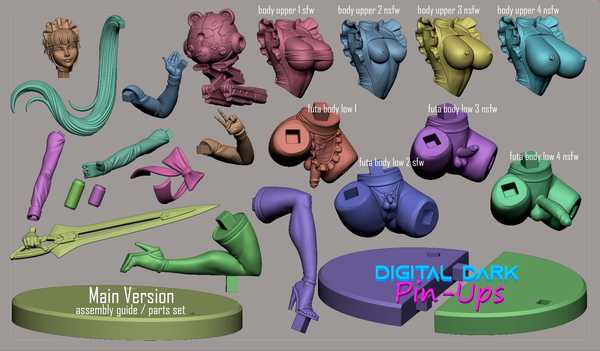 body upper 1 sfw
body upper 2 nsfw
body upper 3 nsfw
body upper 4 nsfw
futa body low 1
futa body low 3 nsfw
futa body low 2 sfw
futa body low 4 nsfw
DIGITAL DARK
Pin-Ups
Main Version
assembly guide / parts set